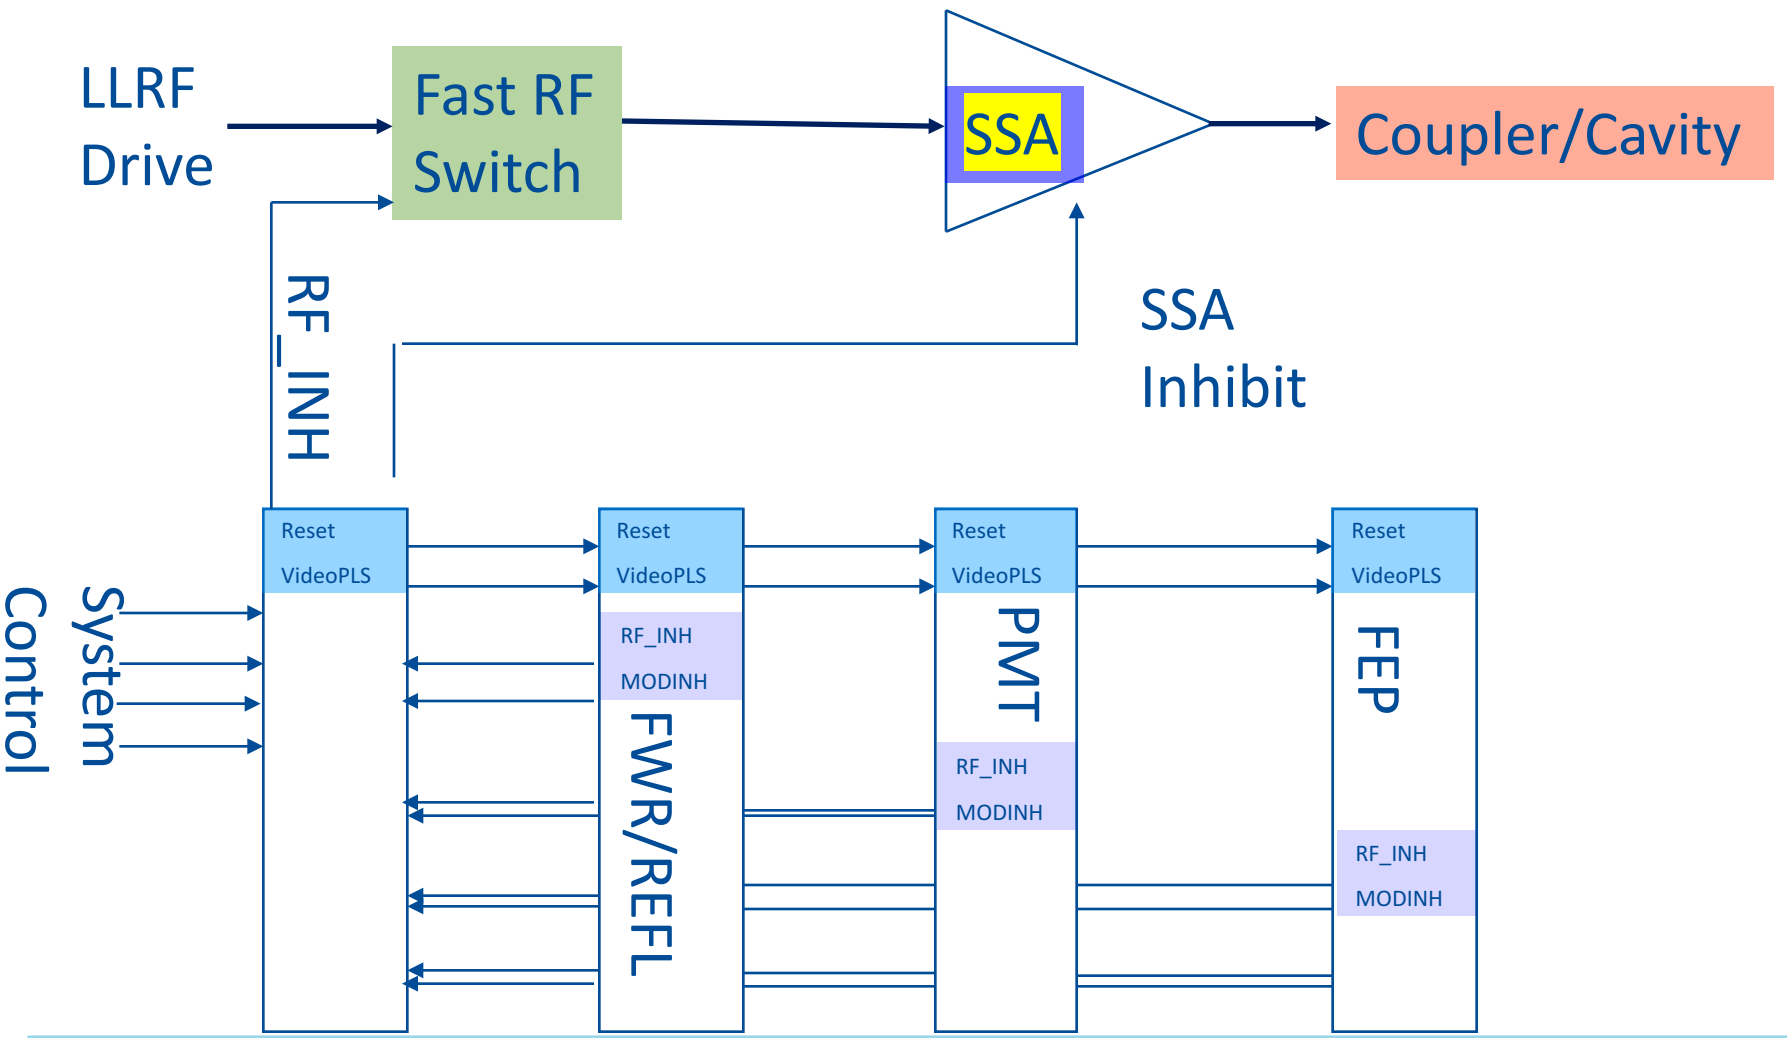 LLRF
Drive
Fast RF
Switch
SSA
Coupler/Cavity
RF_INH
SSA
Inhibit
System
Control
Reset
VideoPLS
Reset
VideoPLS
RF_INH
MODINH
FWR/REFL
Reset
VideoPLS
PMT
RF_INH
MODINH
Reset
VideoPLS
FEP
RF_INH
MODINH